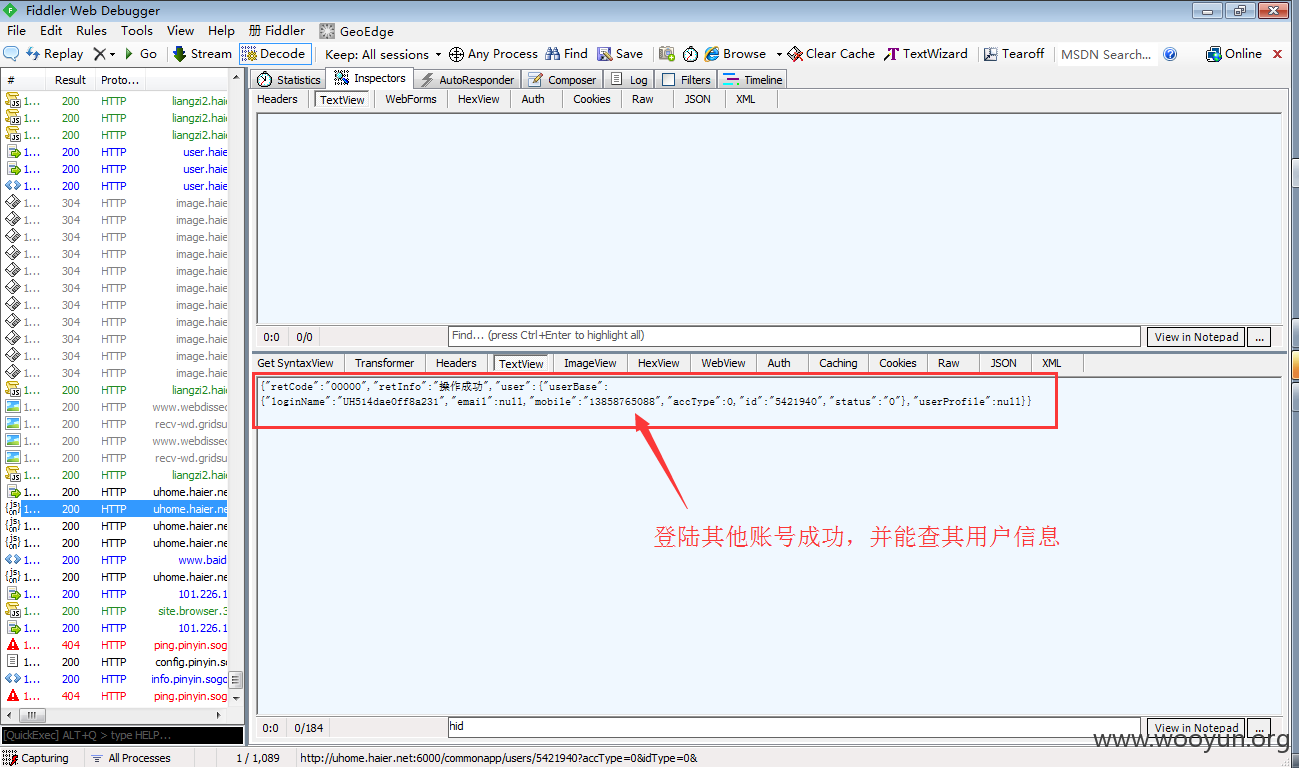 Fiddler Web Debugger
File Edit Rules Tools View Help 册 Fiddler GeoEdge
Replay Go Stream Decode Keep: All sessions Any Process Find Save Browse Clear Cache TextWizard Tearoff MSDN Search... Online
# Result Proto...
Statistics Inspectors AutoResponder Composer Log Filters Timeline
Headers TextView WebForms HexView Auth Cookies Raw JSON XML
1... 200 HTTP liangzi2.haie
1... 200 HTTP liangzi2.haie
1... 200 HTTP liangzi2.haie
1... 200 HTTP user.haie
1... 200 HTTP user.haie
1... 200 HTTP user.haie
1... 304 HTTP image.haie
1... 304 HTTP image.haie
1... 304 HTTP image.haie
1... 304 HTTP image.haie
1... 304 HTTP image.haie
1... 304 HTTP image.haie
1... 304 HTTP image.haie
1... 304 HTTP image.haie
1... 304 HTTP image.haie
1... 304 HTTP image.haie
1... 304 HTTP image.haie
1... 200 HTTP liangzi2.haie
1... 200 HTTP www.webdissec
1... 200 HTTP recv-wd.gridsu
1... 200 HTTP www.webdissec
1... 200 HTTP recv-wd.gridsu
1... 200 HTTP liangzi2.haie
1... 200 HTTP uhome.haier.ne
1... 200 HTTP uhome.haier.ne
1... 200 HTTP uhome.haier.ne
1... 200 HTTP uhome.haier.ne
1... 200 HTTP www.baid
1... 200 HTTP uhome.haier.ne
1... 200 HTTP 101.226.1
1... 200 HTTP site.browser.3
1... 200 HTTP 101.226.1
1... 404 HTTP ping.pinyin.sog
1... 200 HTTP config.pinyin.so
1... 200 HTTP info.pinyin.sogo
1... 404 HTTP ping.pinyin.sog
0:0 0/0 Find... (press Ctrl+Enter to highlight all) View in Notepad ...
Get SyntaxView Transformer Headers TextView ImageView HexView WebView Auth Caching Cookies Raw JSON XML
{"retCode":"00000","retInfo":"操作成功","user":{"userBase":
{"loginName":"UH514dae0ff8a231","email":null,"mobile":"13858765088","accType":0,"id":"5421940","status":"0"},"userProfile":null}}
登陆其他账号成功，并能查其用户信息
0:0 0/184 hid View in Notepad ...
[QuickExec] ALT+Q > type HELP...
www.wooyun.org
Capturing All Processes 1 / 1,089 http://uhome.haier.net:6000/commonapp/users/5421940?accType=0&idType=0&